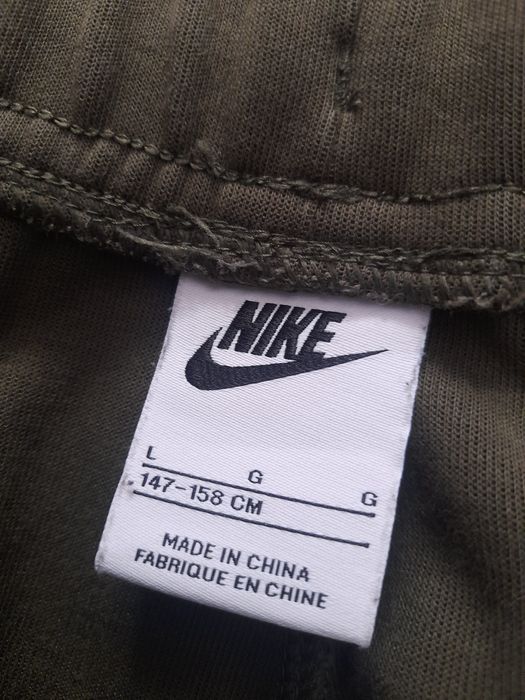 NIKE
L G G
147-158 CM
MADE IN CHINA
FABRIQUE EN CHINE